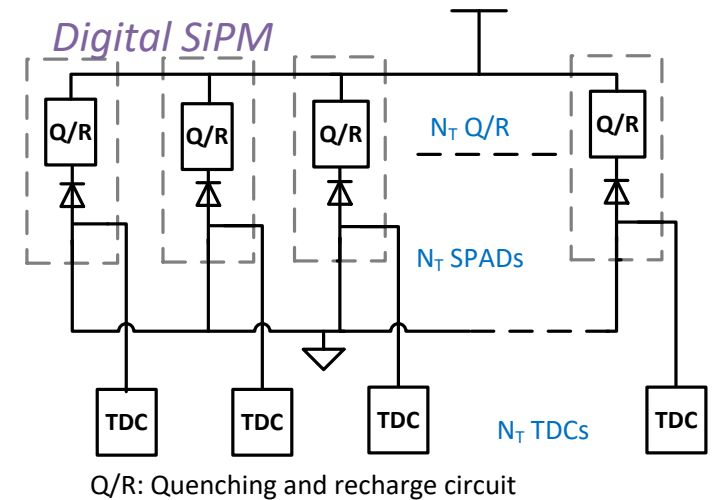 Digital SiPM
Q/R
Q/R
Q/R
N_T Q/R
Q/R
N_T SPADs
TDC
TDC
TDC
N_T TDCs
TDC
Q/R: Quenching and recharge circuit